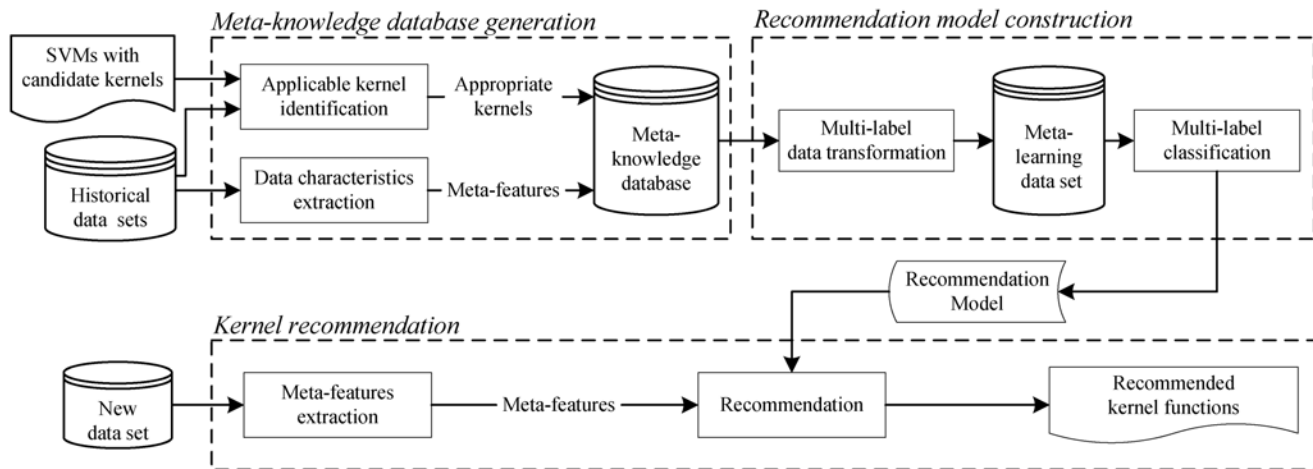 Meta-knowledge database generation
Recommendation model construction
SVMs with
candidate kernels
Applicable kernel
identification
Appropriate
kernels
Meta-
knowledge
database
Multi-label
data transformation
Meta-
learning
data set
Multi-label
classification
Historical
data sets
Data characteristics
extraction
Meta-features
Recommendation
Model
Kernel recommendation
New
data set
Meta-features
extraction
Meta-features
Recommendation
Recommended
kernel functions